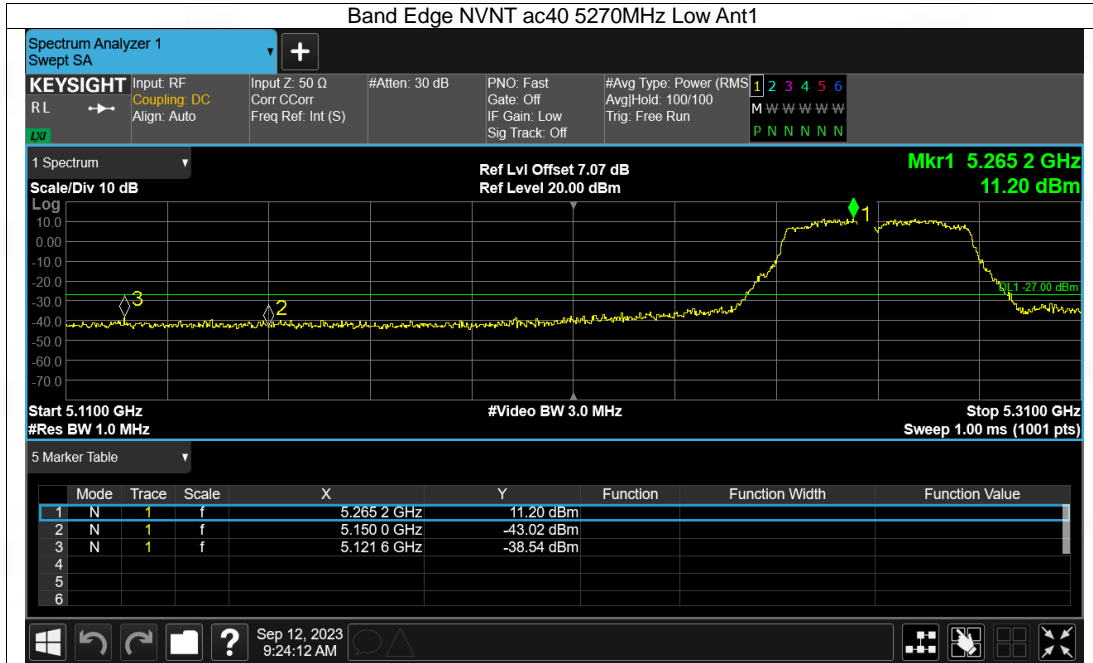 Band Edge NVNT ac40 5270MHz Low Ant1
Spectrum Analyzer 1
Swept SA
KEYSIGHT Input: RF Input Z: 50 Ω #Atten: 30 dB PNO: Fast #Avg Type: Power (RMS 1 2 3 4 5 6
R L Coupling: DC Corr CCorr Gate: Off Avg|Hold: 100/100 M W W W W W
Align: Auto Freq Ref: Int (S) IF Gain: Low Trig: Free Run
LXI Sig Track: Off P N N N N N
1 Spectrum Ref Lvl Offset 7.07 dB Mkr1 5.265 2 GHz
Scale/Div 10 dB Ref Level 20.00 dBm 11.20 dBm
Log
1
10.0
0.00
-10.0
-20.0
DL1 -27.00 dBm
3
-30.0
2
-40.0
-50.0
-60.0
-70.0
Start 5.1100 GHz #Video BW 3.0 MHz Stop 5.3100 GHz
#Res BW 1.0 MHz Sweep 1.00 ms (1001 pts)
5 Marker Table
Mode Trace Scale X Y Function Function Width Function Value
1 N 1 f 5.265 2 GHz 11.20 dBm
2 N 1 f 5.150 0 GHz -43.02 dBm
3 N 1 f 5.121 6 GHz -38.54 dBm
4
5
6
? Sep 12, 2023
9:24:12 AM